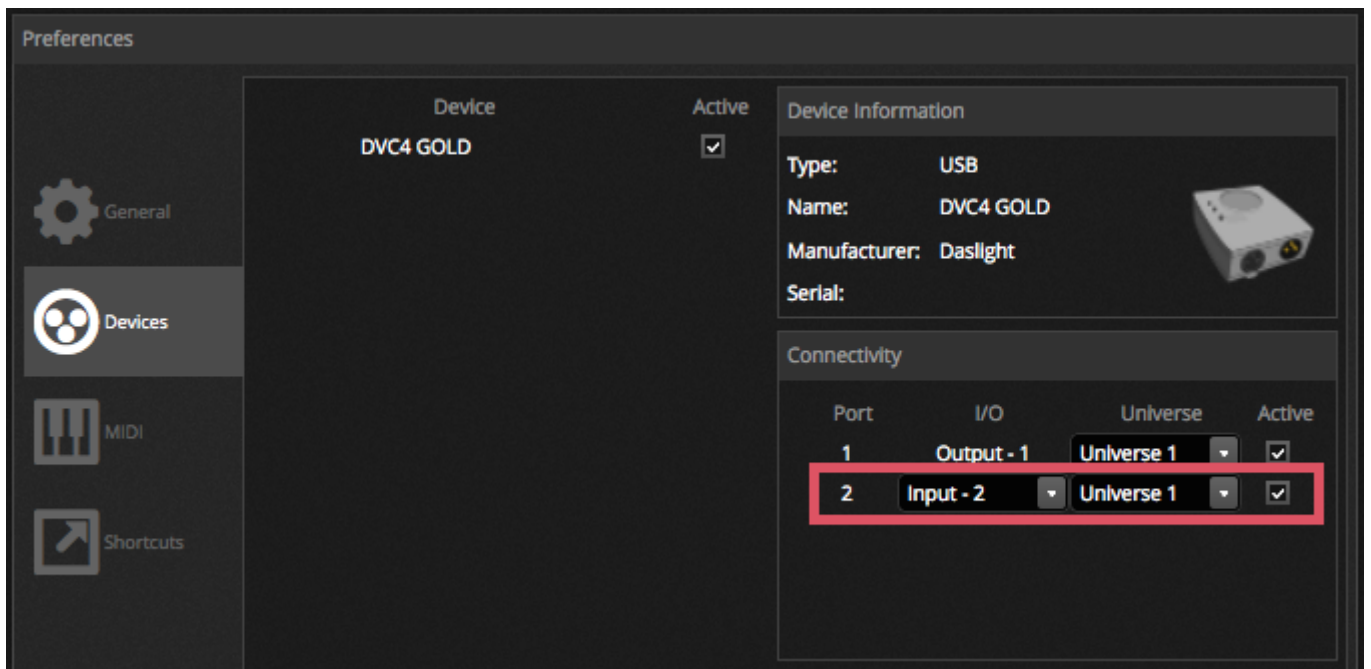 Preferences
General
Devices
MIDI
Shortcuts
Device Active
DVC4 GOLD
Device Information
Type: USB
Name: DVC4 GOLD
Manufacturer: Daslight
Serial:
Connectivity
Port I/O Universe Active
1 Output - 1 Universe 1
2 Input - 2 Universe 1